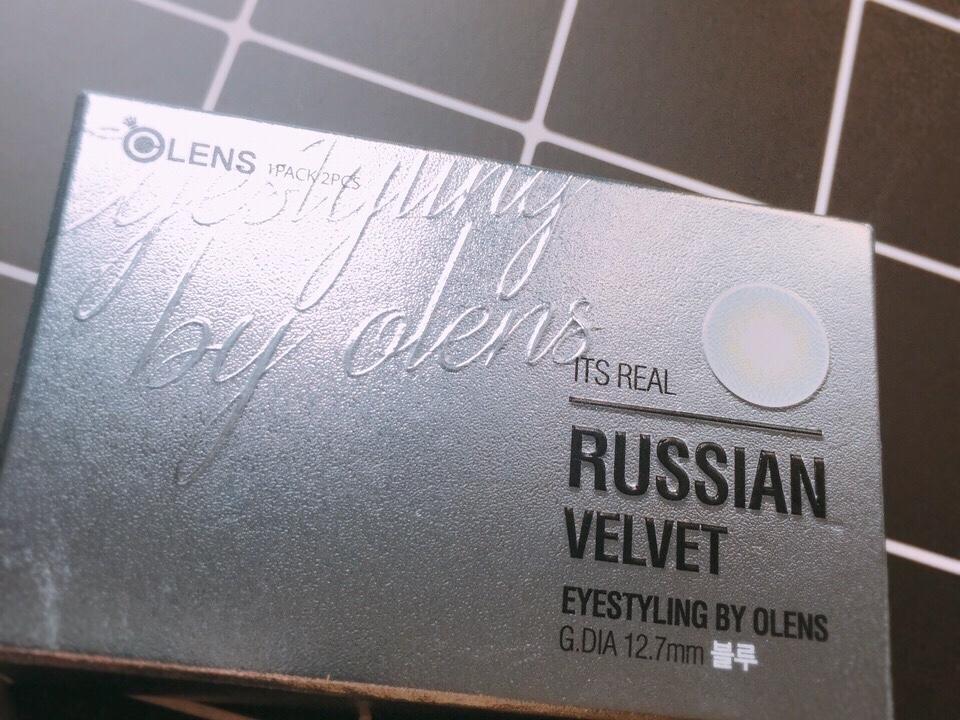 OLENS 1PACK 2PCS
eyestyling
by olens
ITS REAL
RUSSIAN
VELVET
EYESTYLING BY OLENS
G.DIA 12.7mm 블루